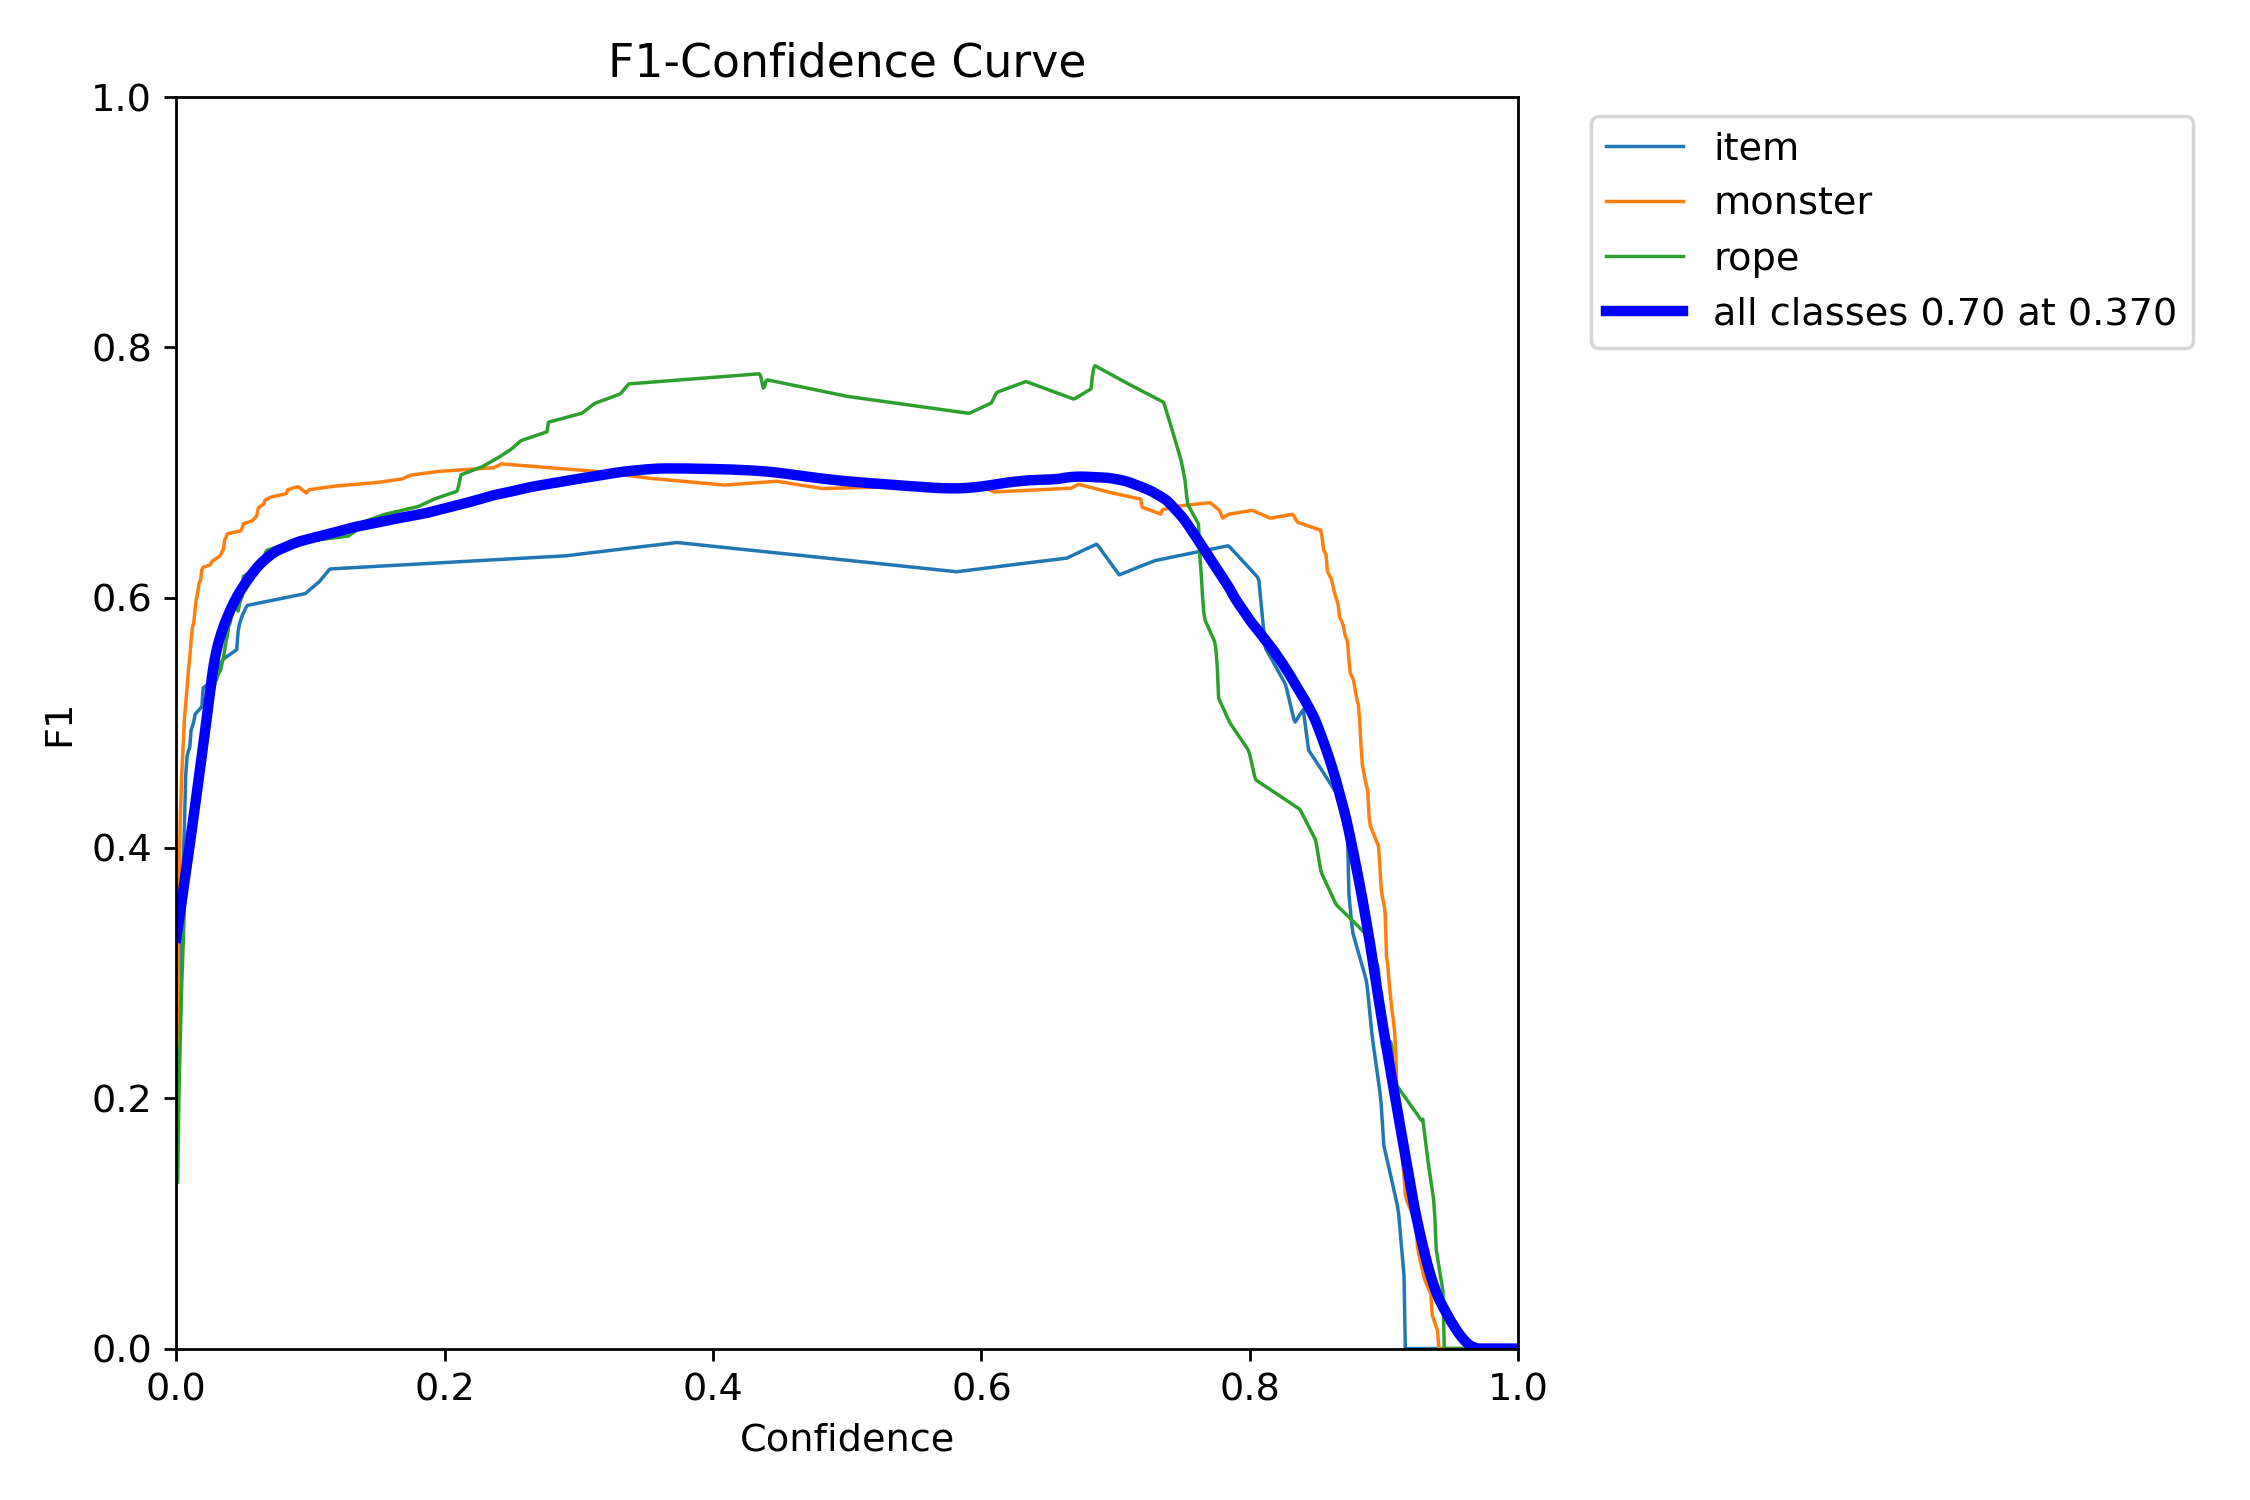 F1-Confidence Curve
1.0
0.8
0.6
0.4
0.2
0.0
F1
0.0 0.2 0.4 0.6 0.8 1.0
Confidence
item
monster
rope
all classes 0.70 at 0.370